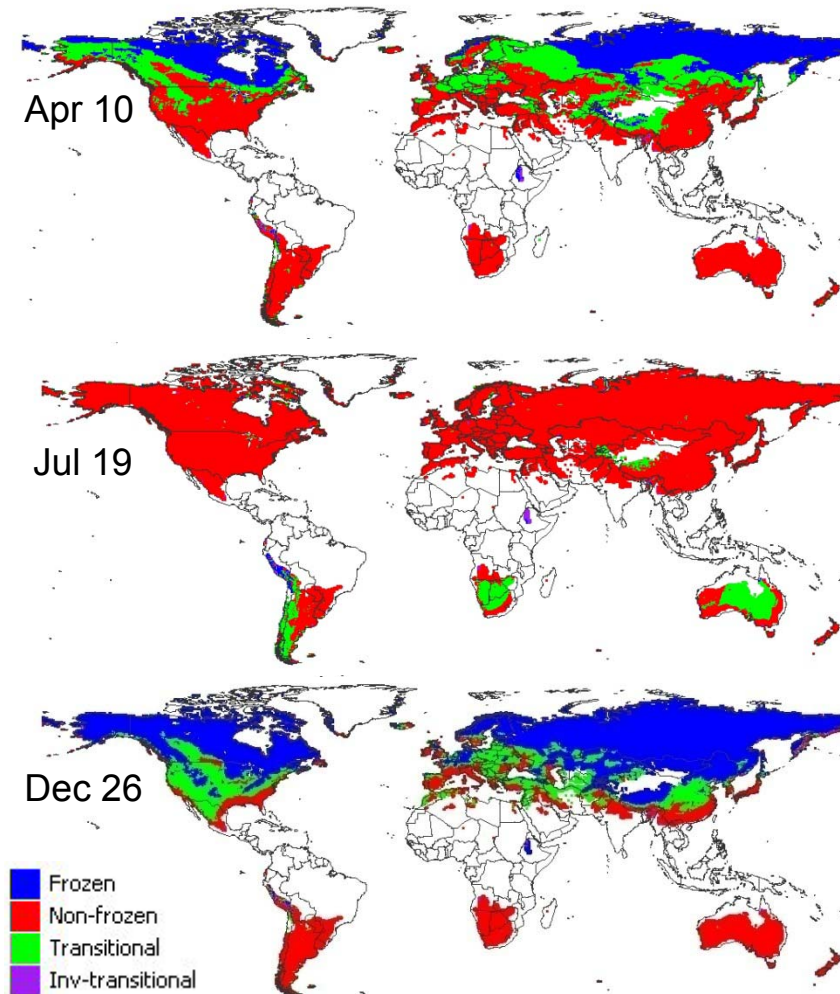 Apr 10
Jul 19
Dec 26
Frozen
Non-frozen
Transitional
Inv-transitional